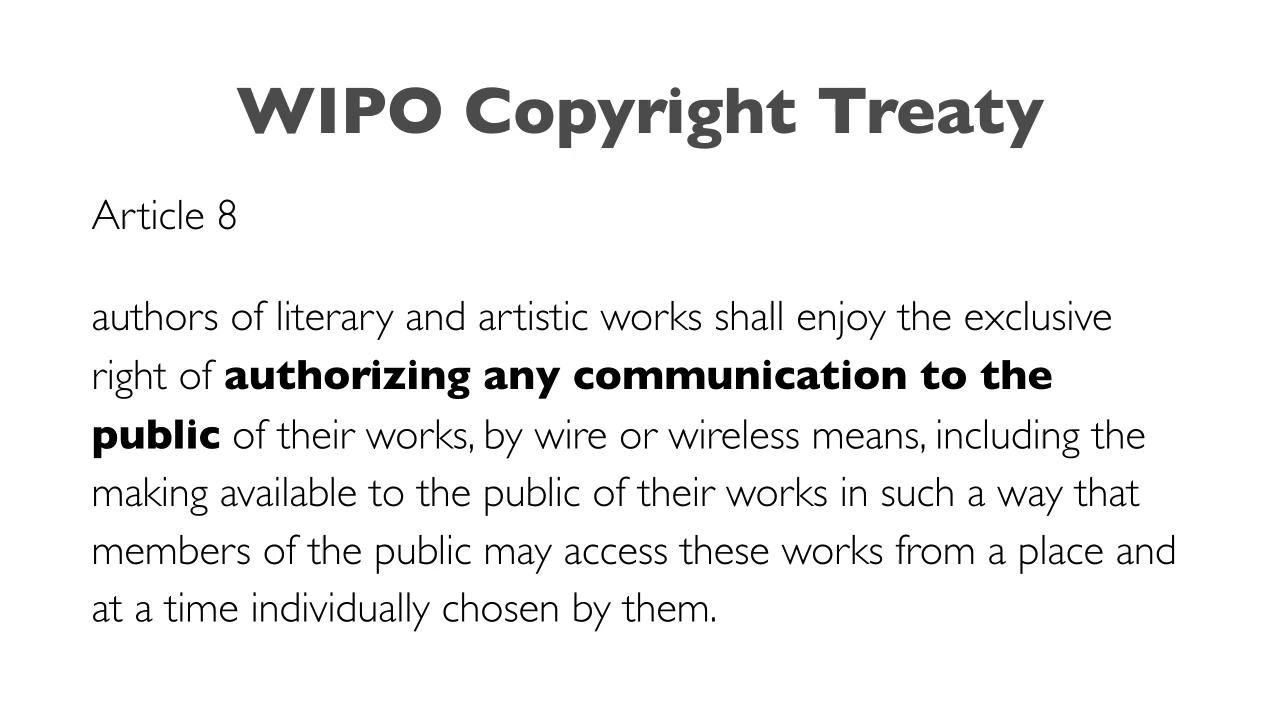 WIPO Copyright Treaty
Article 8
authors of literary and artistic works shall enjoy the exclusive
right of authorizing any communication to the
public of their works, by wire or wireless means, including the
making available to the public of their works in such a way that
members of the public may access these works from a place and
at a time individually chosen by them.